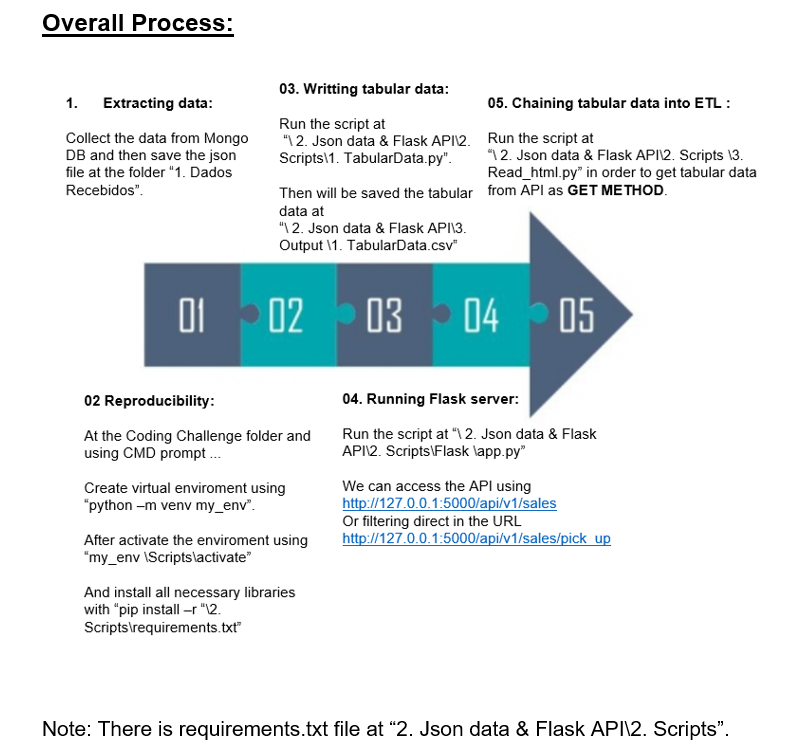 Overall Process:
1. Extracting data:
Collect the data from Mongo
DB and then save the json
file at the folder “1. Dados
Recebidos”.
03. Writting tabular data:
Run the script at
“\ 2. Json data & Flask API\2.
Scripts\1. TabularData.py”.
Then will be saved the tabular
data at
“\ 2. Json data & Flask API\3.
Output \1. TabularData.csv”
05. Chaining tabular data into ETL :
Run the script at
“\ 2. Json data & Flask API\2. Scripts \3.
Read_html.py” in order to get tabular data
from API as GET METHOD.
01 02 03 04 05
02 Reproducibility:
At the Coding Challenge folder and
using CMD prompt ...
Create virtual enviroment using
“python –m venv my_env”.
After activate the enviroment using
“my_env \Scripts\activate”
And install all necessary libraries
with “pip install –r “\2.
Scripts\requirements.txt”
04. Running Flask server:
Run the script at “\ 2. Json data & Flask
API\2. Scripts\Flask \app.py”
We can access the API using
http://127.0.0.1:5000/api/v1/sales
Or filtering direct in the URL
http://127.0.0.1:5000/api/v1/sales/pick_up
Note: There is requirements.txt file at “2. Json data & Flask API\2. Scripts”.